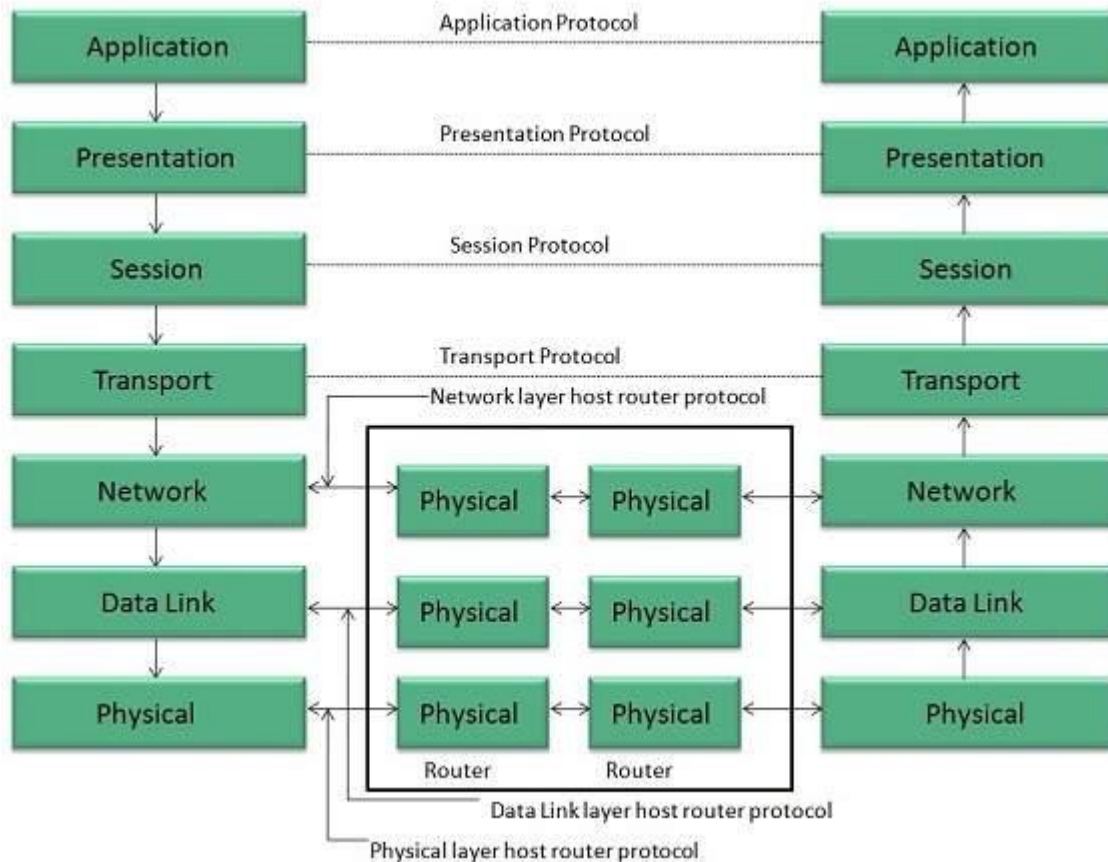 Application Protocol
Application
Application
Presentation Protocol
Presentation
Presentation
Session Protocol
Session
Session
Transport Protocol
Transport
Transport
Network layer host router protocol
Network
Physical
Physical
Network
Data Link
Physical
Physical
Data Link
Physical
Physical
Physical
Physical
Router
Router
Data Link layer host router protocol
Physical layer host router protocol